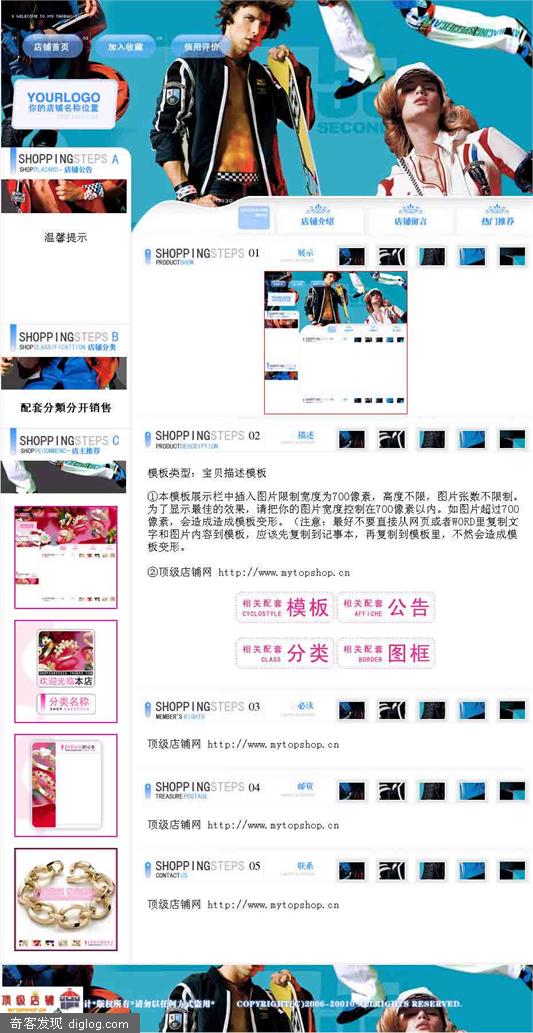 WELCOME TO MY TAOBAO
店铺首页
加入收藏
信用评价
YOURLOGO
你的店铺名称位置
SECOND
SHOPPINGSTEPS A
SHOPPLACARD-店铺公告
温馨提示
店铺介绍
店铺留言
热门推荐
SHOPPINGSTEPS 01
PRODUCTSHOW
展示
SHOPPINGSTEPS B
SHOPCLASSIFICATTION 店铺分类
配套分類分开销售
SHOPPINGSTEPS C
SHOPPECONNENC-店主推荐
SHOPPINGSTEPS 02
PRODUCTDESCIIPTION
描述
模板类型：宝贝描述模板
①本模板展示栏中插入图片限制宽度为700像素，高度不限，图片张数不限制。
为了显示最佳的效果，请把你的图片宽度控制在700像素以内。如图片超过700
像素，会造成造成模板变形。（注意：最好不要直接从网页或者WORD里复制文
字和图片内容到模板，应该先复制到记事本，再复制到模板里，不然会造成模
板变形。
②顶级店铺网 http://www.mytopshop.cn
相关配套 模板
CYCLOSTYLE
相关配套 公告
AFFICHE
相关配套 分类
CLASS
相关配套 图框
BORDER
欢迎光临本店
分类名称
SHOPPINGSTEPS 03
MEMBER'S RIGHTS
必读
顶级店铺网 http://www.mytopshop.cn
SHOPPINGSTEPS 04
TREASURE POSTAGE
邮资
顶级店铺网 http://www.mytopshop.cn
SHOPPINGSTEPS 05
CONTACT US
联系
顶级店铺网 http://www.mytopshop.cn
顶级店铺
MYTOPSHOP.CN
计*版权所有*请勿以任何方式盗用*
COPYRIGHT(C)2006-20010 ALLRIGHTS RESERVED.
奇客发现 diglog.com